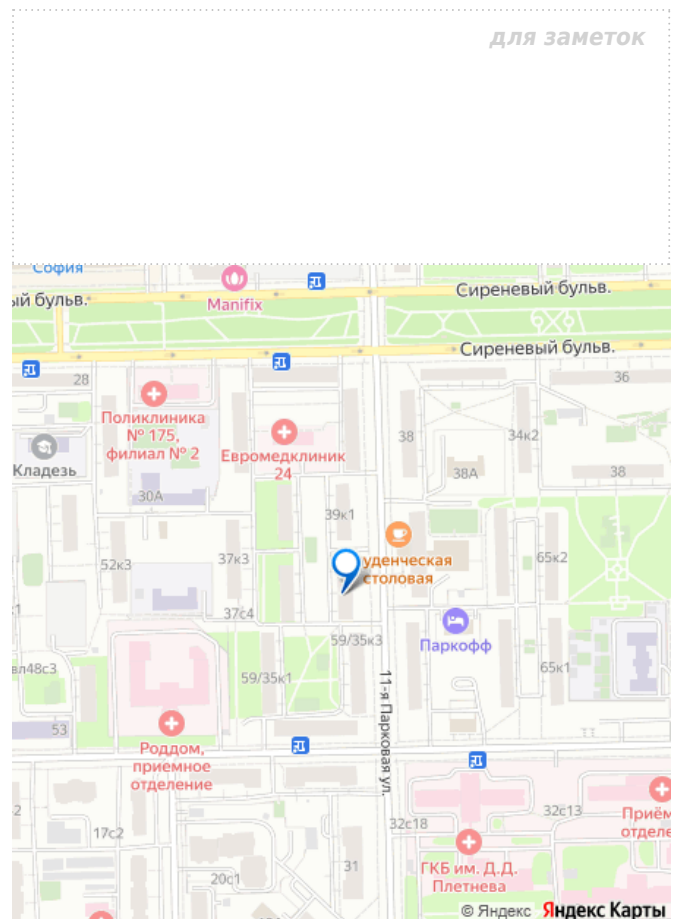 для заметок
София
Manifix
ый бульв.
Сиреневый бульв.
Сиреневый бульв.
28
36
Поликлиника
№ 175,
филиал № 2
Евромедклиник
24
38
34к2
Кладезь
38А
38
30А
39к1
52к3
37к3
уденческая
столовая
65к2
37с4
59/35к3
Паркофф
вл48с3
59/35к1
65к1
11-я Парковая ул.
53
Роддом,
приемное
отделение
2
17с2
32с18
32с13
Приём
отделе
20с1
31
ГКБ им. Д.Д.
Плетнева
© Яндекс Яндекс Карты